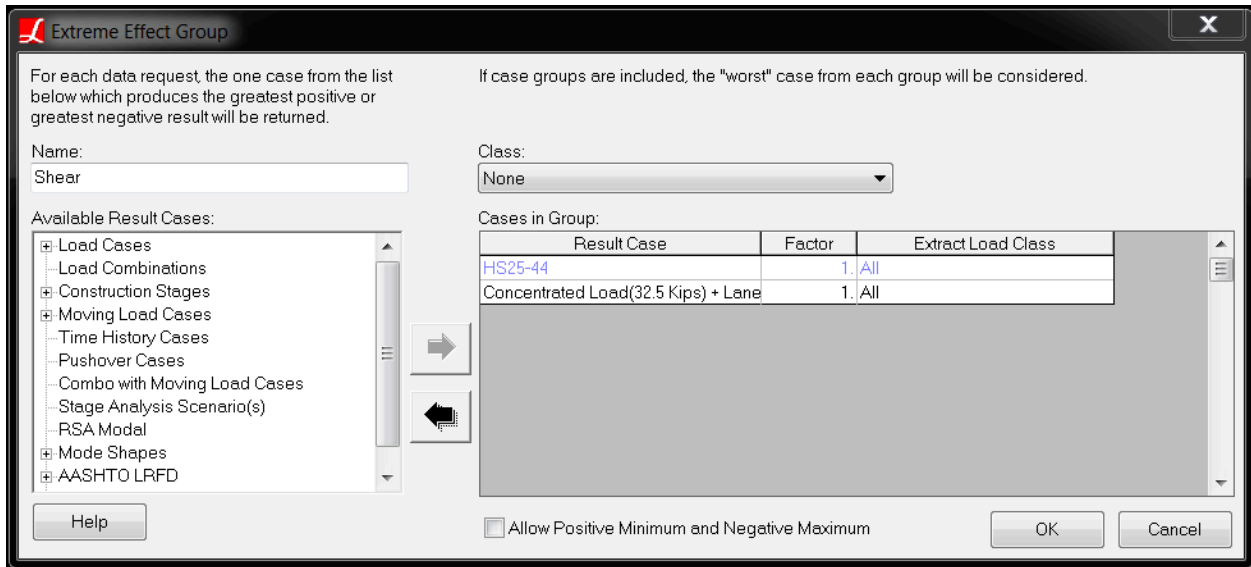 Extreme Effect Group
X
For each data request, the one case from the list
below which produces the greatest positive or
greatest negative result will be returned.
If case groups are included, the "worst" case from each group will be considered.
Name:
Shear
Class:
None
Available Result Cases:
Load Cases
Load Combinations
Construction Stages
Moving Load Cases
Time History Cases
Pushover Cases
Combo with Moving Load Cases
Stage Analysis Scenario(s)
RSA Modal
Mode Shapes
AASHTO LRFD
Cases in Group:
Result Case Factor Extract Load Class
HS25-44 1. All
Concentrated Load(32.5 Kips) + Lane 1. All
Help
Allow Positive Minimum and Negative Maximum
OK
Cancel